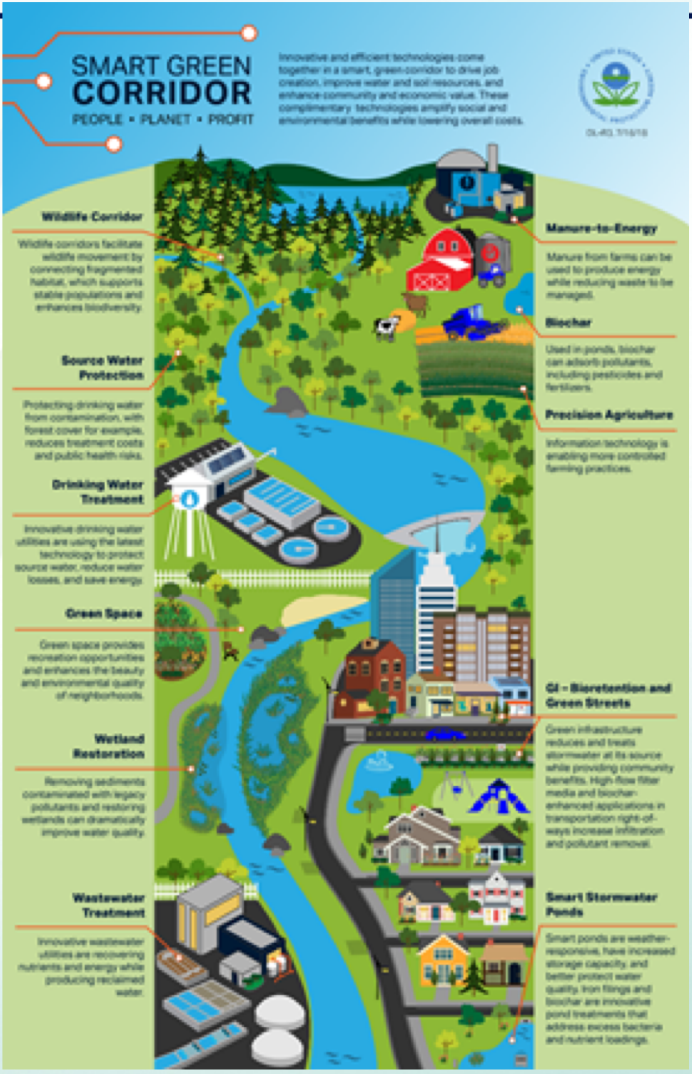 SMART GREEN
CORRIDOR
PEOPLE • PLANET • PROFIT
Innovative and efficient technologies come
together in a smart, green corridor to drive job
creation, improve water and soil resources, and
enhance community and economic value. These
complimentary technologies amplify social and
environmental benefits while lowering overall costs.
Wildlife Corridor
Wildlife corridors facilitate
wildlife movement by
connecting fragmented
habitat, which supports
stable populations and
enhances biodiversity.
Source Water
Protection
Protecting drinking water
from contamination, with
forest cover for example,
reduces treatment costs
and public health risks.
Drinking Water
Treatment
Innovative drinking water
utilities are using the latest
technology to protect
source water, reduce water
losses, and save energy.
Green Space
Green space provides
recreation opportunities
and enhances the beauty
and environmental quality
of neighborhoods.
Wetland
Restoration
Removing sediments
contaminated with legacy
pollutants and restoring
wetlands can dramatically
improve water quality.
Wastewater
Treatment
Innovative wastewater
utilities are recovering
nutrients and energy while
producing reclaimed
water.
Manure-to-Energy
Manure from farms can be
used to produce energy
while reducing waste to be
managed.
Biochar
Used in ponds, biochar
can adsorb pollutants,
including pesticides and
fertilizers.
Precision Agriculture
Information technology is
enabling more controlled
farming practices.
GI – Bioretention and
Green Streets
Green infrastructure
reduces and treats
stormwater at its source
while providing community
benefits. High-flow filter
media and biochar-
enhanced applications in
transportation right-of-
ways increase infiltration
and pollutant removal.
Smart Stormwater
Ponds
Smart ponds are weather-
responsive, have increased
storage capacity, and
better protect water
quality. Iron filings and
biochar are innovative
pond treatments that
address excess bacteria
and nutrient loadings.